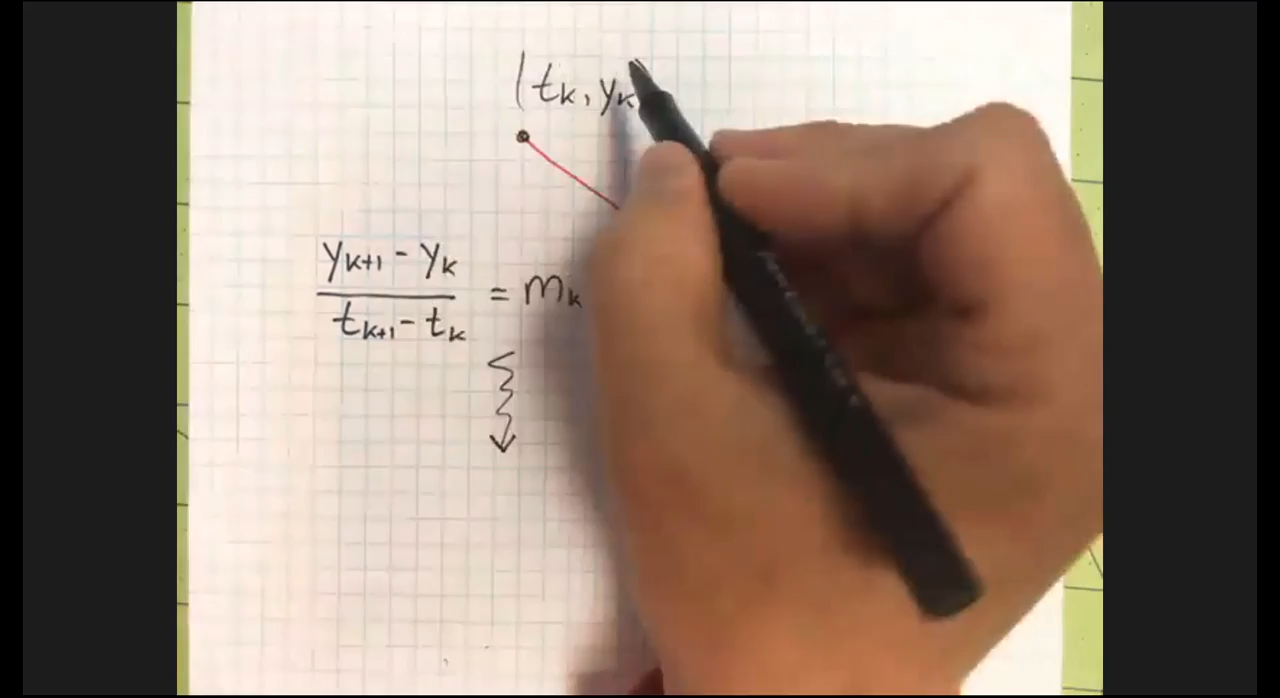 (tₖ, yₖ
yₖ₊₁ - yₖ
tₖ₊₁ - tₖ
= mₖ